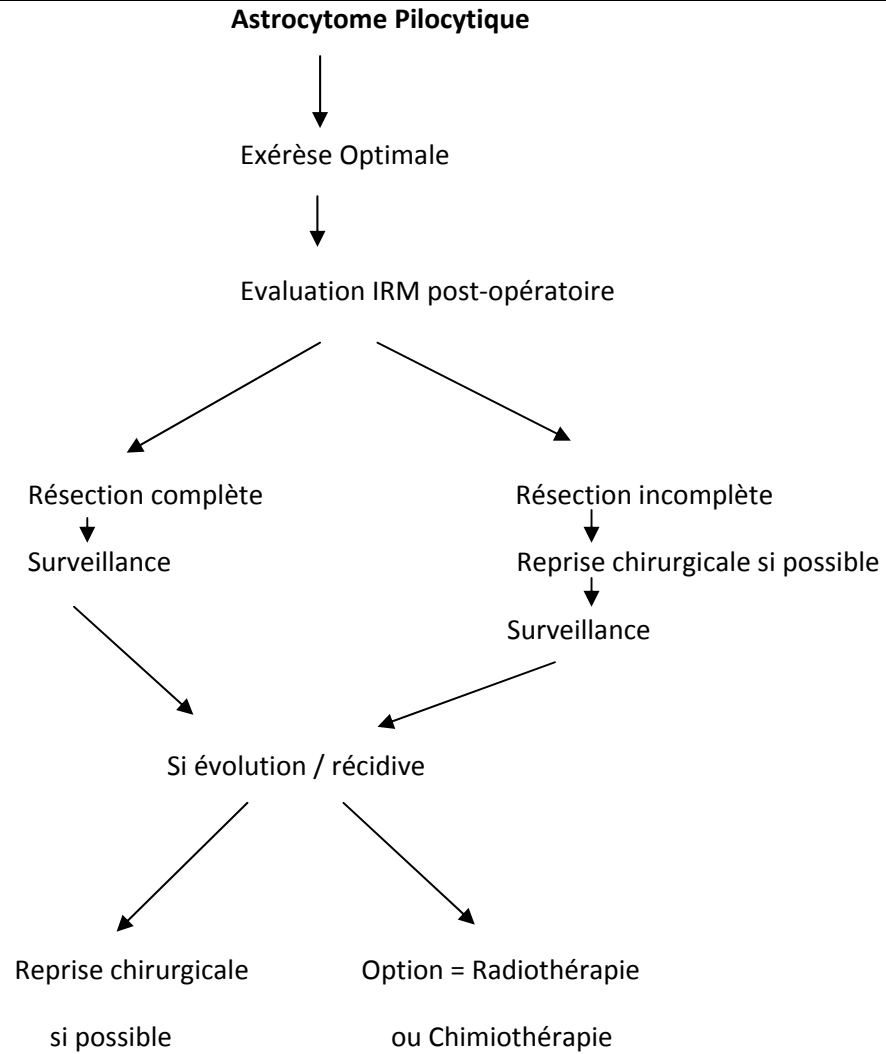 Astrocytome Pilocytique
Exérèse Optimale
Evaluation IRM post-opératoire
Résection complète
Surveillance
Résection incomplète
Reprise chirurgicale si possible
Surveillance
Si évolution / récidive
Reprise chirurgicale
si possible
Option = Radiothérapie
ou Chimiothérapie